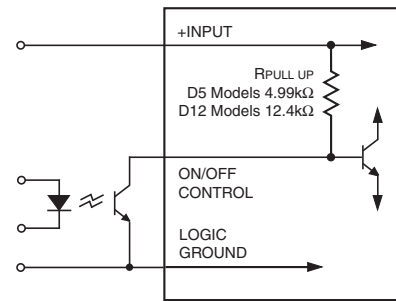 +INPUT
RPULL UP
D5 Models 4.99kΩ
D12 Models 12.4kΩ
ON/OFF
CONTROL
LOGIC
GROUND